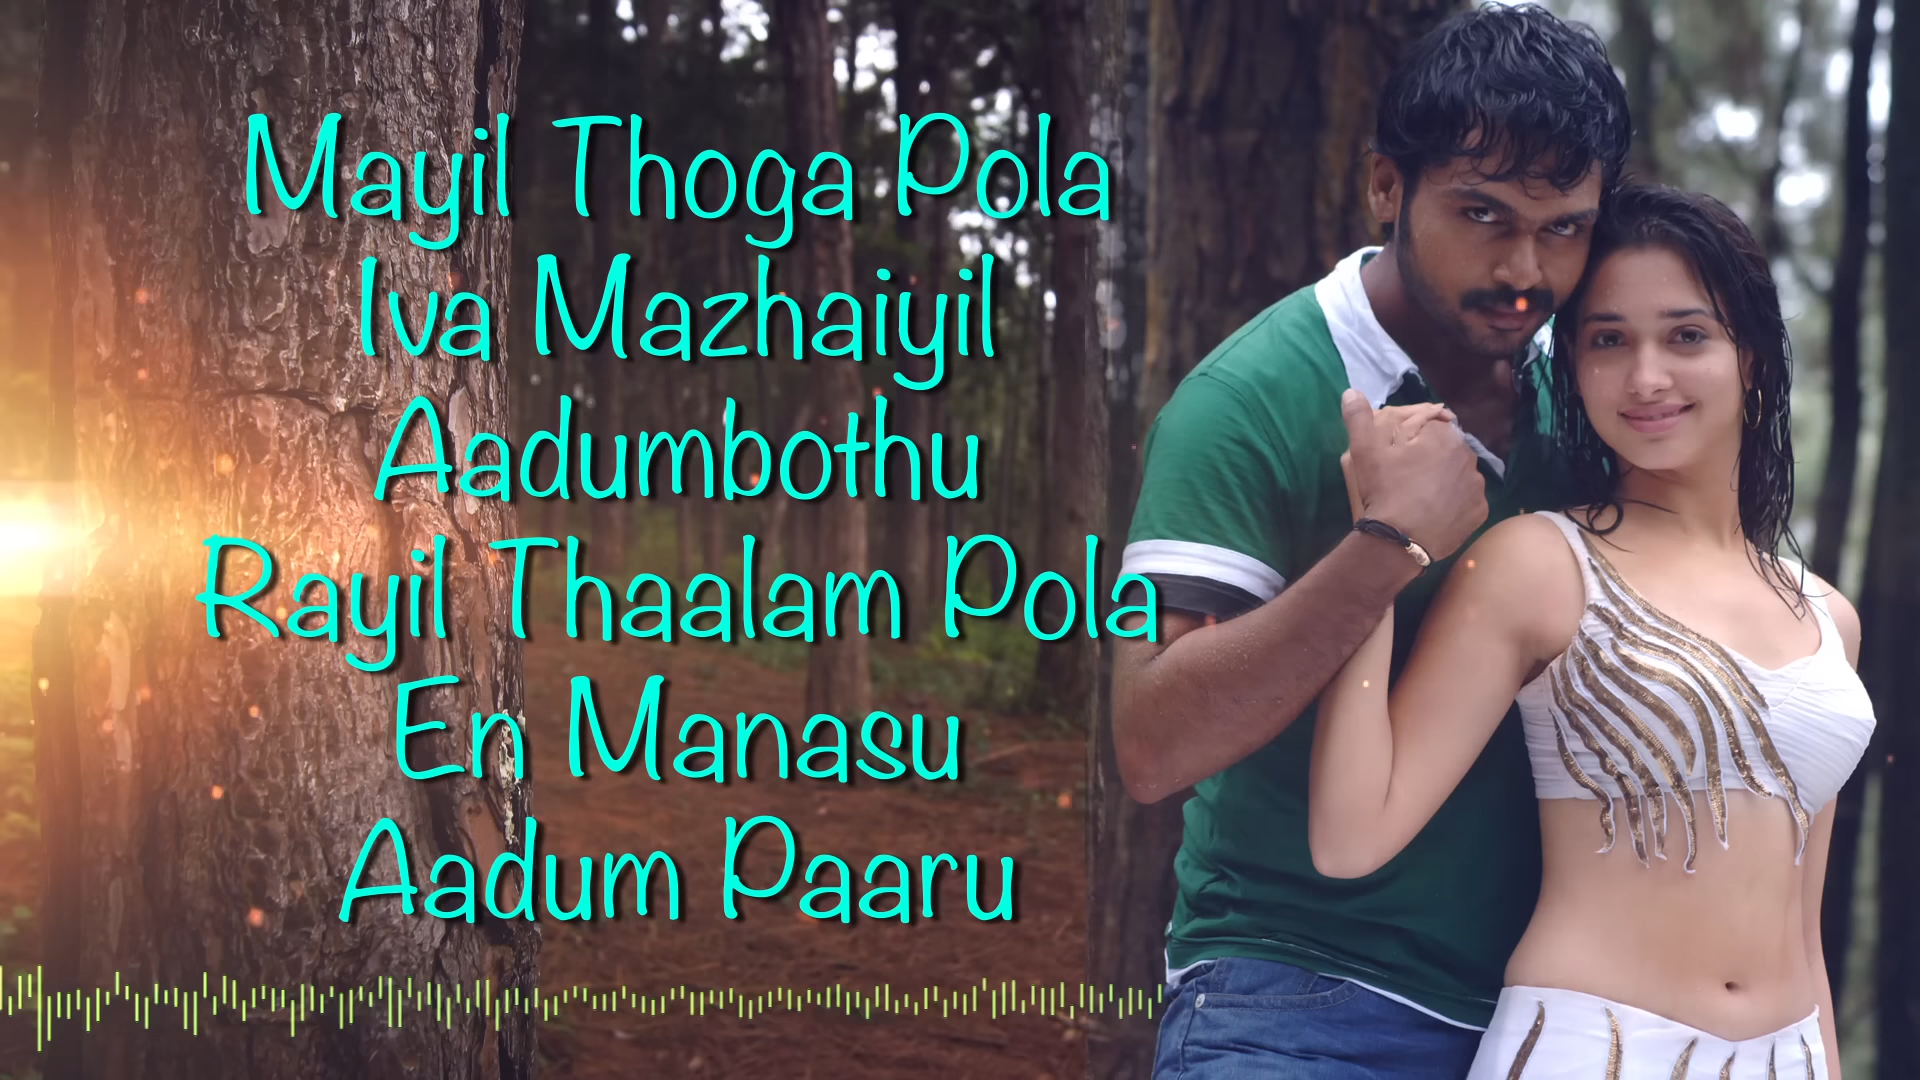 Mayil Thoga Pola
Iva Mazhaiyil
Aadumbothu
Rayil Thaalam Pola
En Manasu
Aadum Paaru